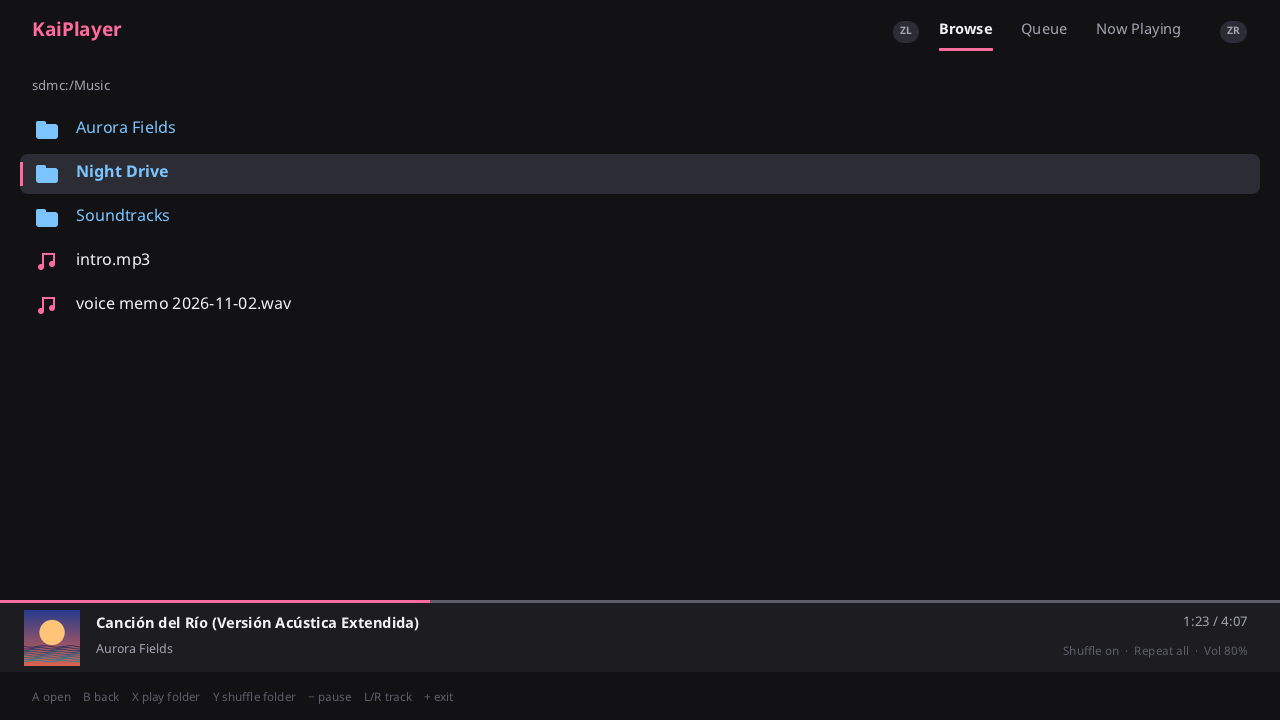 KaiPlayer
ZL Browse Queue Now Playing ZR
sdmc:/Music
Aurora Fields
Night Drive
Soundtracks
intro.mp3
voice memo 2026-11-02.wav
Canción del Río (Versión Acústica Extendida)
1:23 / 4:07
Aurora Fields
Shuffle on · Repeat all · Vol 80%
A open B back X play folder Y shuffle folder − pause L/R track + exit